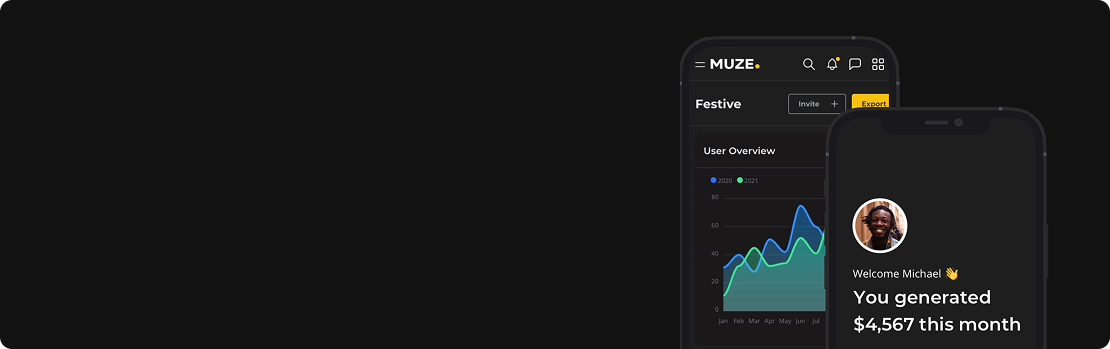 MUZE.
Festive
Invite +
Export
User Overview
2020 2021
80
60
40
20
0
Jan Feb Mar Apr May Jun Jul
Welcome Michael 👋
You generated
$4,567 this month